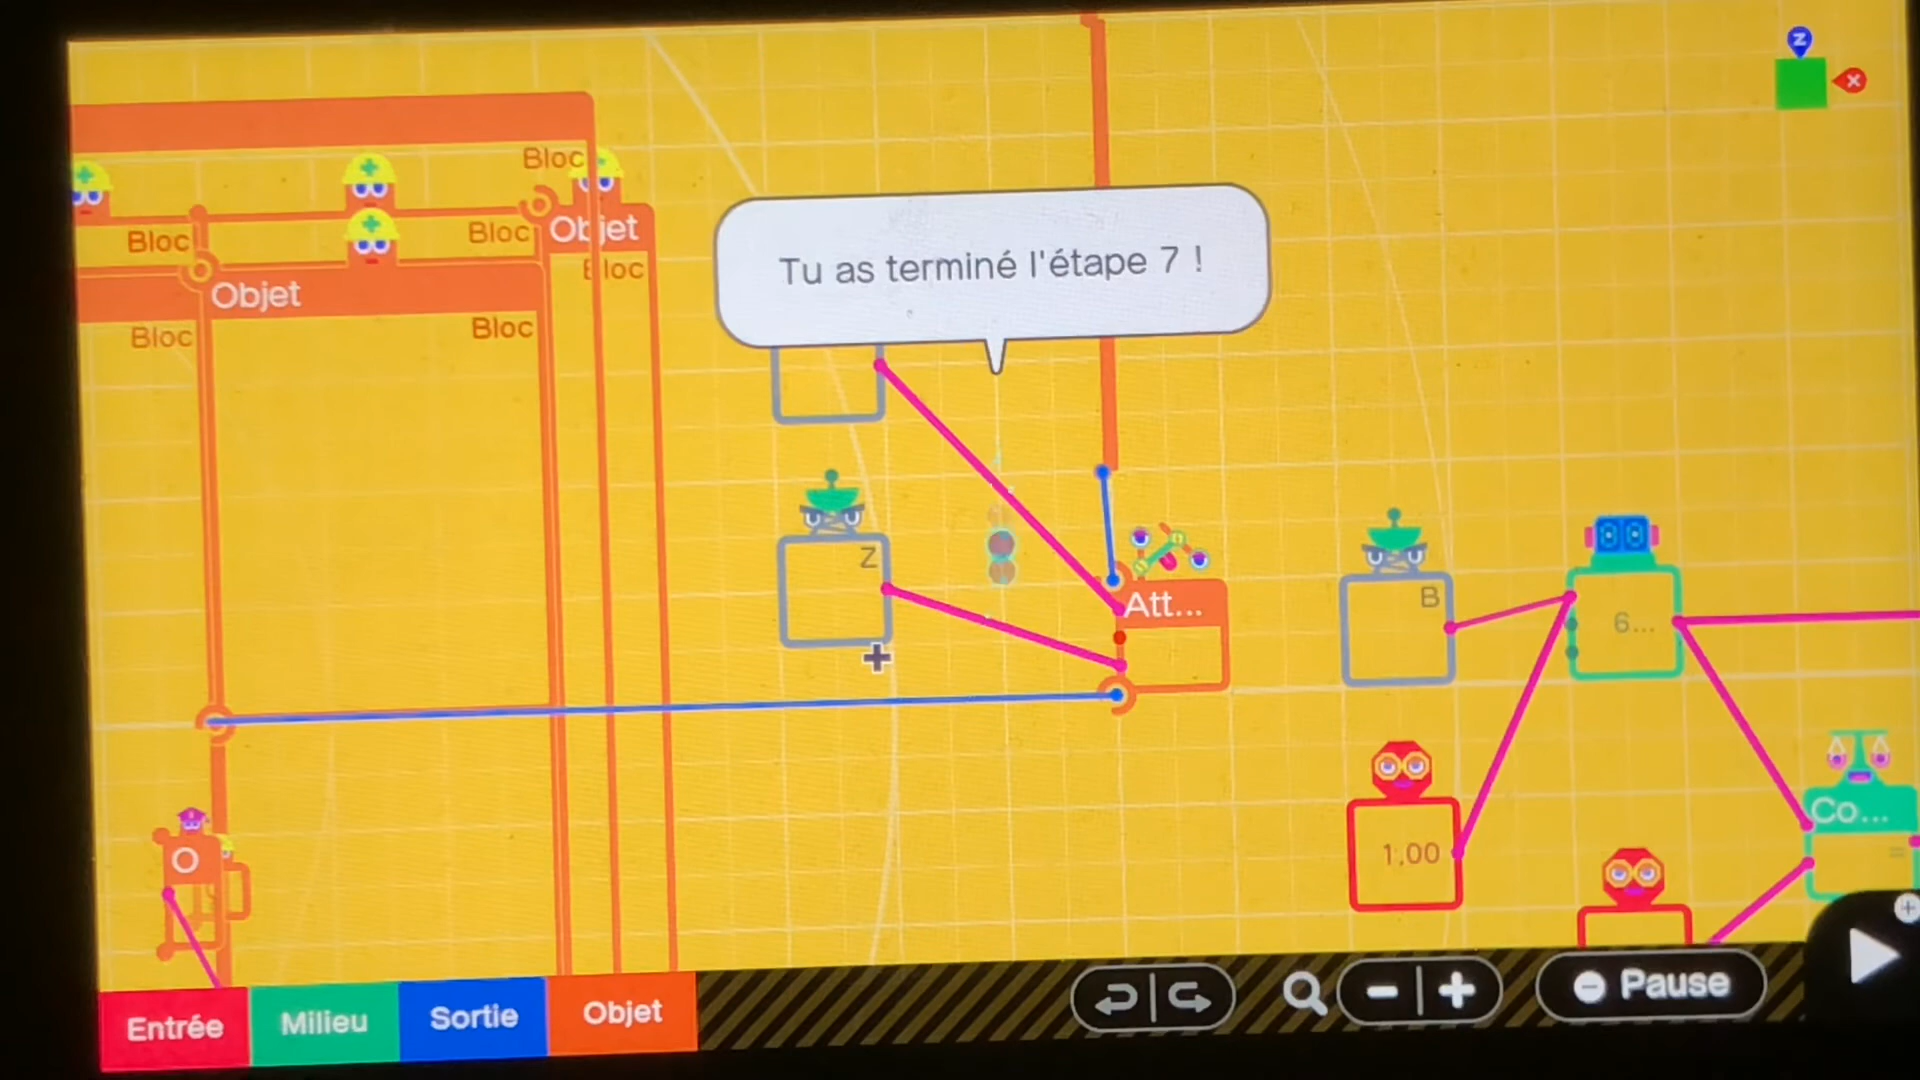 Z
X
Bloc
Objet
Bloc
Bloc
Bloc
Objet
Bloc
Bloc
Tu as terminé l'étape 7 !
Z
Att...
B
6...
1.00
Co...
=
O
Entrée
Milieu
Sortie
Objet
Pause